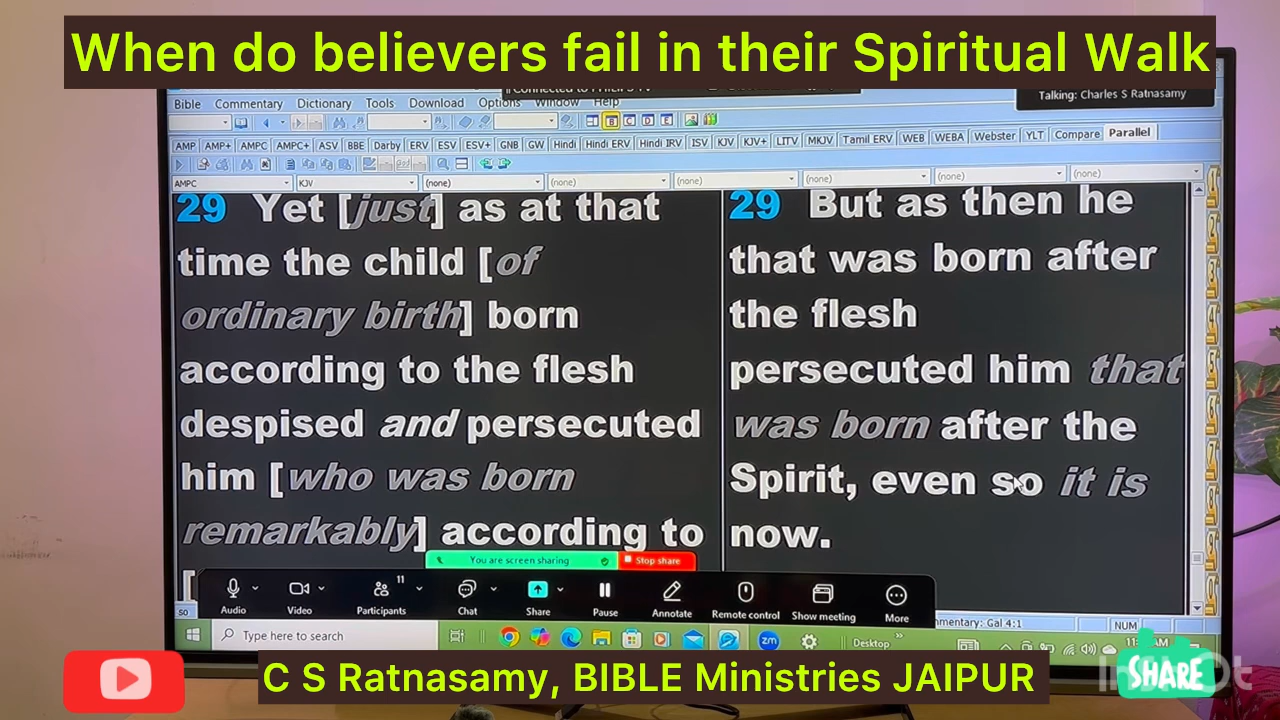 When do believers fail in their Spiritual Walk
Talking: Charles S Ratnasamy
Bible Commentary Dictionary Tools Download Options Window Help
AMP AMP+ AMPC AMPC+ ASV BBE Darby ERV ESV ESV+ GNB GW Hindi Hindi ERV Hindi IRV ISV KJV KJV+ LITV MKJV Tamil ERV WEB WEBA Webster YLT Compare Parallel
AMPC KJV (none) (none) (none) (none) (none) (none)
29 Yet [just] as at that
time the child [of
ordinary birth] born
according to the flesh
despised and persecuted
him [who was born
remarkably] according to
[
29 But as then he
that was born after
the flesh
persecuted him that
was born after the
Spirit, even so it is
now.
You are screen sharing Stop share
11
Audio Video Participants Chat Share Pause Annotate Remote control Show meeting More
mmentary: Gal 4:1 NUM
Type here to search
zm
Desktop
C S Ratnasamy, BIBLE Ministries JAIPUR
SHARE